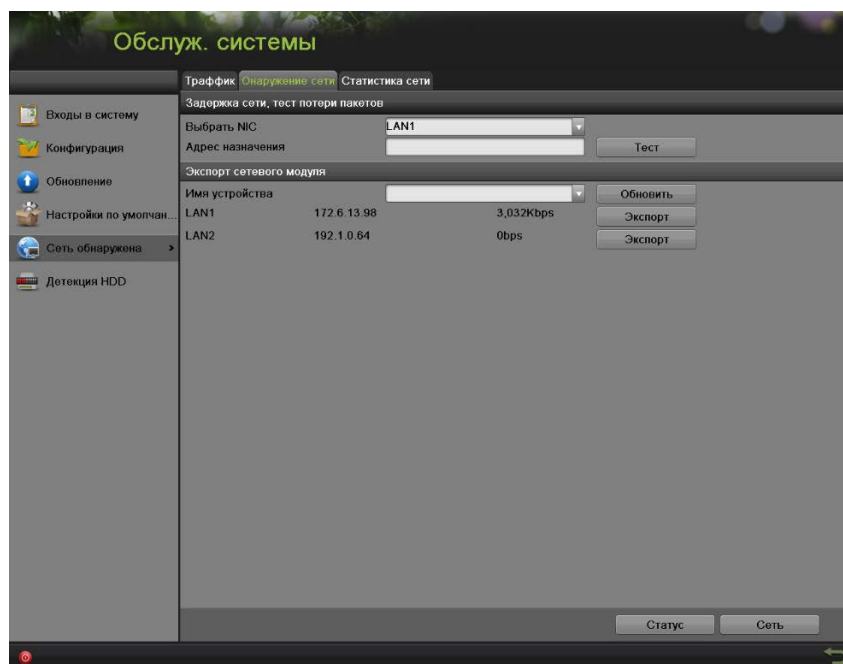 Обслуж. системы
Траффик Онаружение сети Статистика сети
Входы в систему
Конфигурация
Обновление
Настройки по умолчан...
Сеть обнаружена >
Детекция HDD
Задержка сети, тест потери пакетов
Выбрать NIC LAN1
Адрес назначения Тест
Экспорт сетевого модуля
Имя устройства Обновить
LAN1 172.6.13.98 3,032Kbps Экспорт
LAN2 192.1.0.64 0bps Экспорт
Статус Сеть